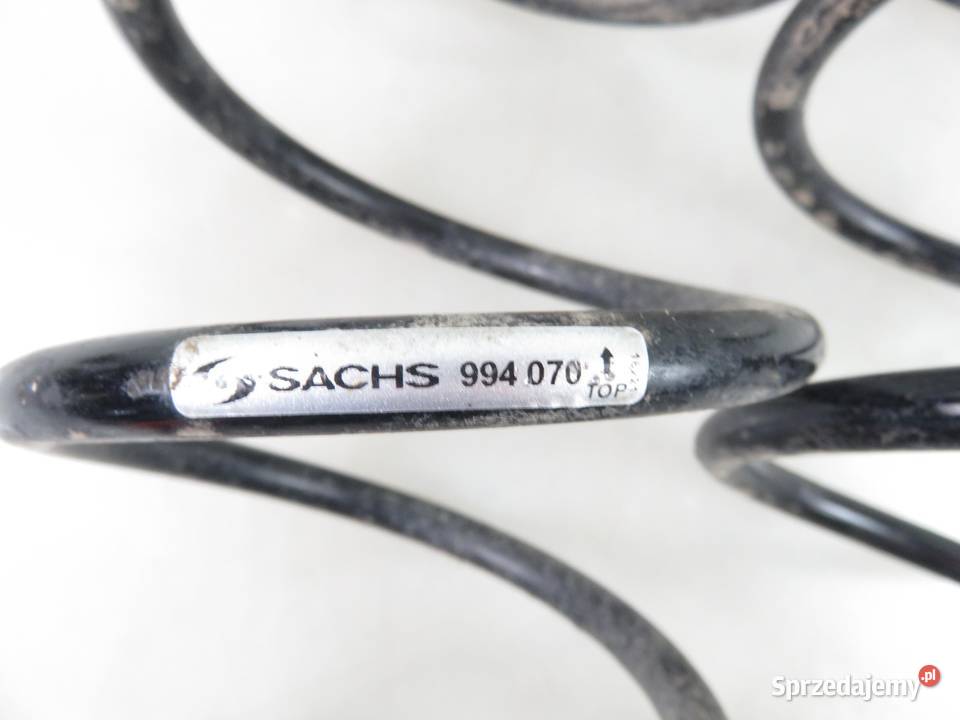 SACHS 994 070
TOP
Sprzedajemy.pl